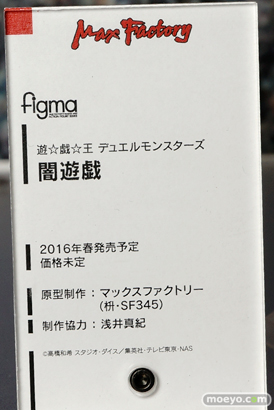 Max Factory
figma
遊☆戯☆王 デュエルモンスターズ
闇遊戯
2016年春発売予定
価格未定
原型制作：マックスファクトリー
(枡・SF345)
制作協力：浅井真紀
©高橋和希 スタジオ・ダイス／集英社・テレビ東京・NAS
moeyo.com